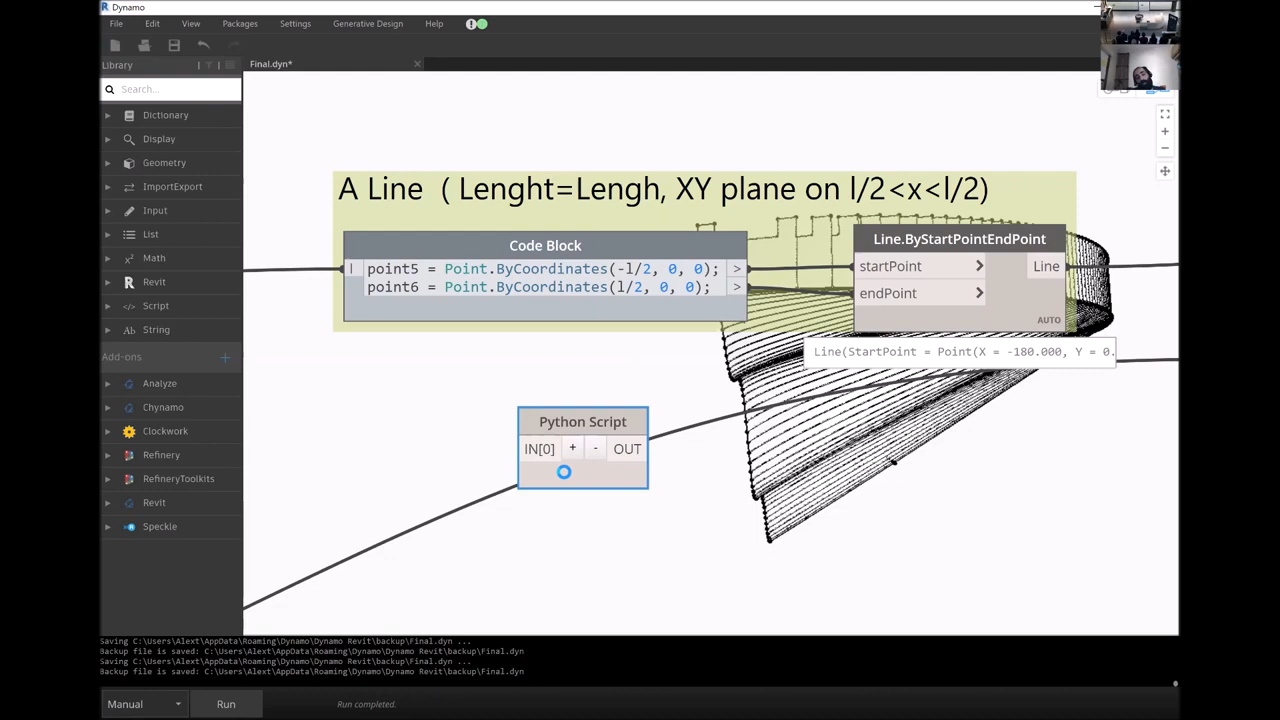 Dynamo
File Edit View Packages Settings Generative Design Help
Library
Final.dyn*
Search...
Dictionary
Display
Geometry
ImportExport
Input
List
Math
Revit
Script
String
Add-ons
Analyze
Chynamo
Clockwork
Refinery
RefineryToolkits
Revit
Speckle
A Line ( Lenght=Lengh, XY plane on l/2<x<l/2)
Code Block
l
point5 = Point.ByCoordinates(-l/2, 0, 0);
>
point6 = Point.ByCoordinates(l/2, 0, 0);
>
Line.ByStartPointEndPoint
startPoint > Line
endPoint >
AUTO
Line(StartPoint = Point(X = -180.000, Y = 0.
Python Script
IN[0] + - OUT
Saving C:\Users\Alext\AppData\Roaming\Dynamo\Dynamo Revit\backup\Final.dyn ...
Backup file is saved: C:\Users\Alext\AppData\Roaming\Dynamo\Dynamo Revit\backup\Final.dyn
Saving C:\Users\Alext\AppData\Roaming\Dynamo\Dynamo Revit\backup\Final.dyn ...
Backup file is saved: C:\Users\Alext\AppData\Roaming\Dynamo\Dynamo Revit\backup\Final.dyn
Manual
Run
Run completed.